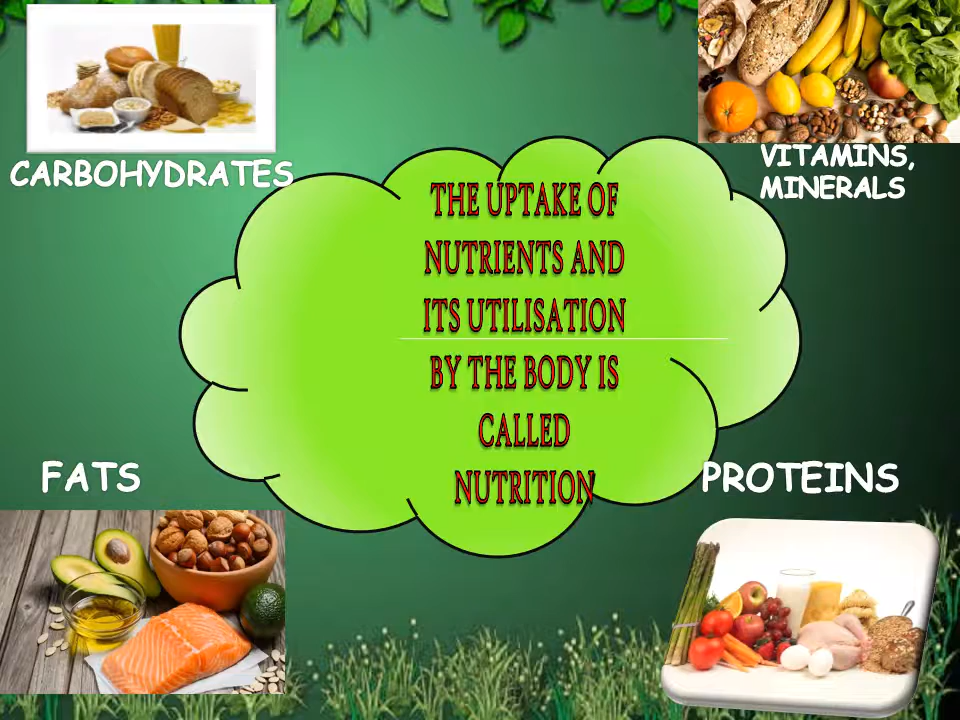 CARBOHYDRATES
VITAMINS,
MINERALS
THE UPTAKE OF
NUTRIENTS AND
ITS UTILISATION
BY THE BODY IS
CALLED
NUTRITION
FATS
PROTEINS